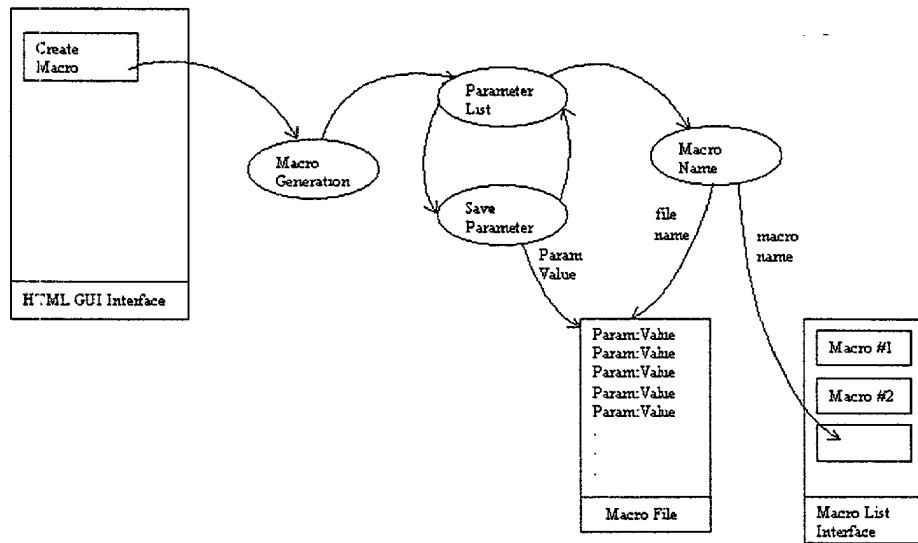 Create
Macro
HTML GUI Interface
Macro
Generation
Parameter
List
Save
Parameter
Param
Value
Macro
Name
file
name
macro
name
Param:Value
Param:Value
Param:Value
Param:Value
Param:Value
.
.
.
Macro File
Macro #1
Macro #2
Macro List
Interface